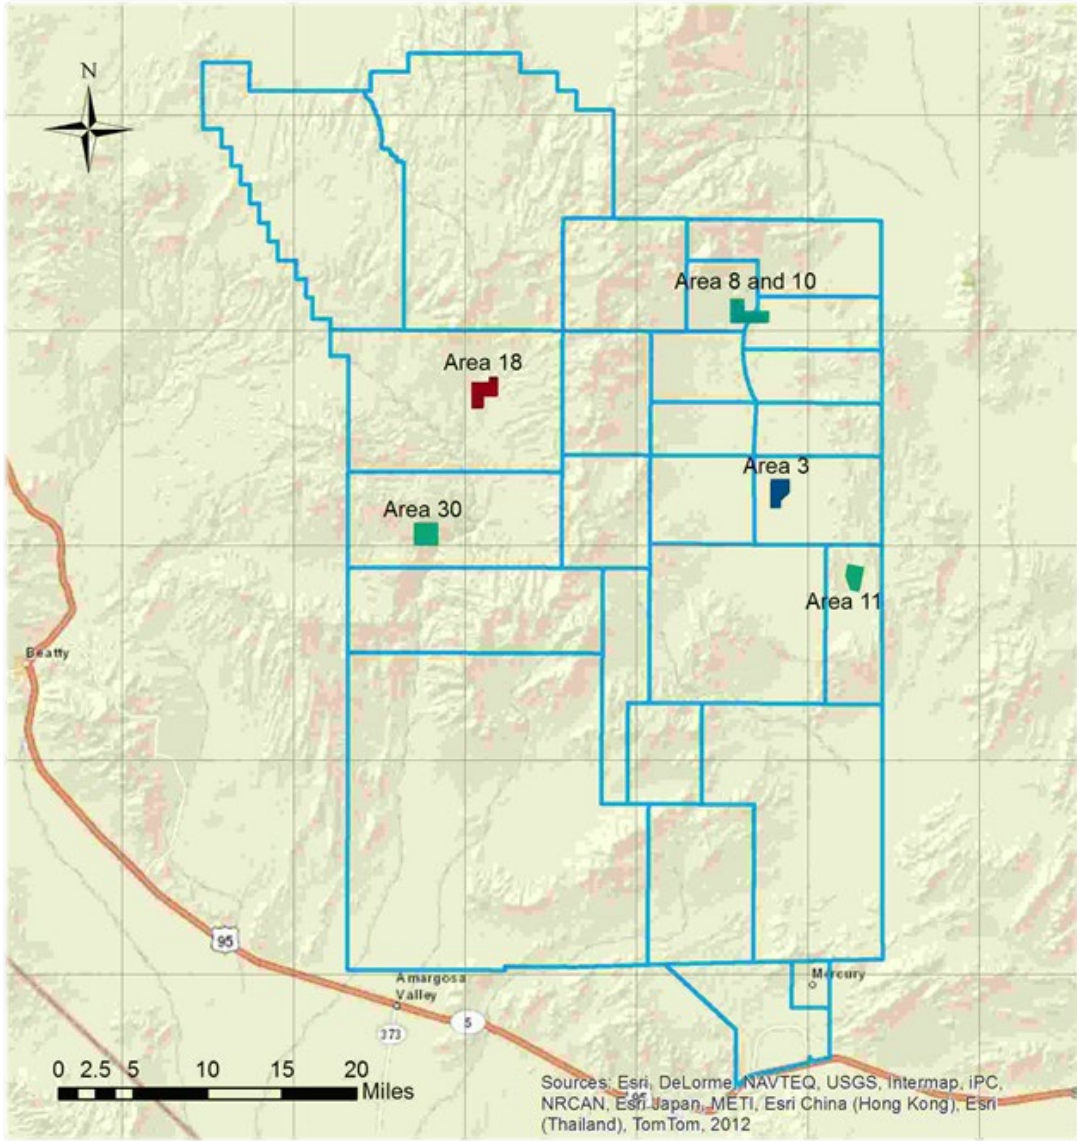 N
Area 8 and 10
Area 18
Area 3
Area 30
Area 11
Beatty
95
Mercury
Amargosa
Valley
5
373
0 2.5 5 10 15 20
Miles
Sources: Esri, DeLorme, NAVTEQ, USGS, Intermap, iPC,
NRCAN, Esri Japan, METI, Esri China (Hong Kong), Esri
(Thailand), TomTom, 2012
95